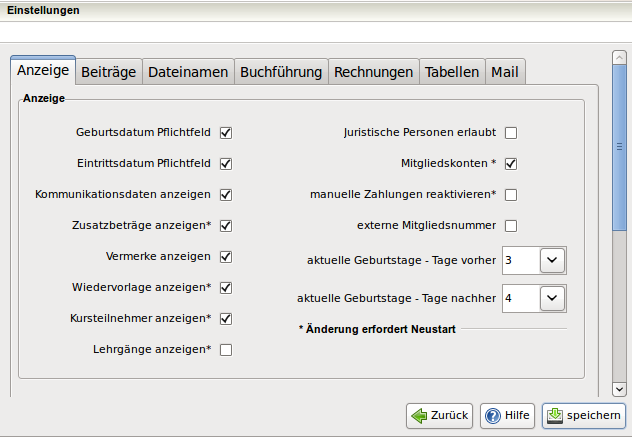 Einstellungen
Anzeige Beiträge Dateinamen Buchführung Rechnungen Tabellen Mail
Anzeige
Geburtsdatum Pflichtfeld
Eintrittsdatum Pflichtfeld
Kommunikationsdaten anzeigen
Zusatzbeträge anzeigen*
Vermerke anzeigen
Wiedervorlage anzeigen*
Kursteilnehmer anzeigen*
Lehrgänge anzeigen*
Juristische Personen erlaubt
Mitgliedskonten *
manuelle Zahlungen reaktivieren*
externe Mitgliedsnummer
aktuelle Geburtstage - Tage vorher 3
aktuelle Geburtstage - Tage nachher 4
* Änderung erfordert Neustart
Zurück Hilfe speichern